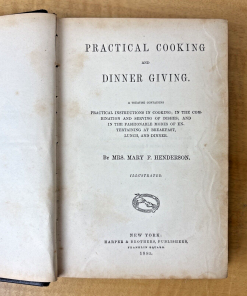 PRACTICAL COOKING
AND
DINNER GIVING.
A TREATISE CONTAINING
PRACTICAL INSTRUCTIONS IN COOKING; IN THE COM-
BINATION AND SERVING OF DISHES; AND
IN THE FASHIONABLE MODES OF EN-
TERTAINING AT BREAKFAST,
LUNCH, AND DINNER.
By MRS. MARY F. HENDERSON.
ILLUSTRATED.
NEW YORK:
HARPER & BROTHERS, PUBLISHERS,
FRANKLIN SQUARE.